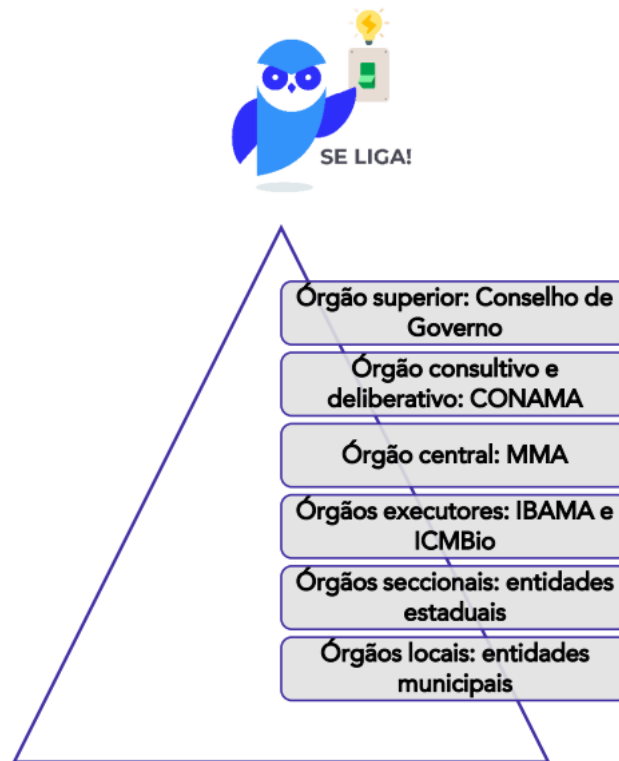 SE LIGA!
Órgão superior: Conselho de
Governo
Órgão consultivo e
deliberativo: CONAMA
Órgão central: MMA
Órgãos executores: IBAMA e
ICMBio
Órgãos seccionais: entidades
estaduais
Órgãos locais: entidades
municipais